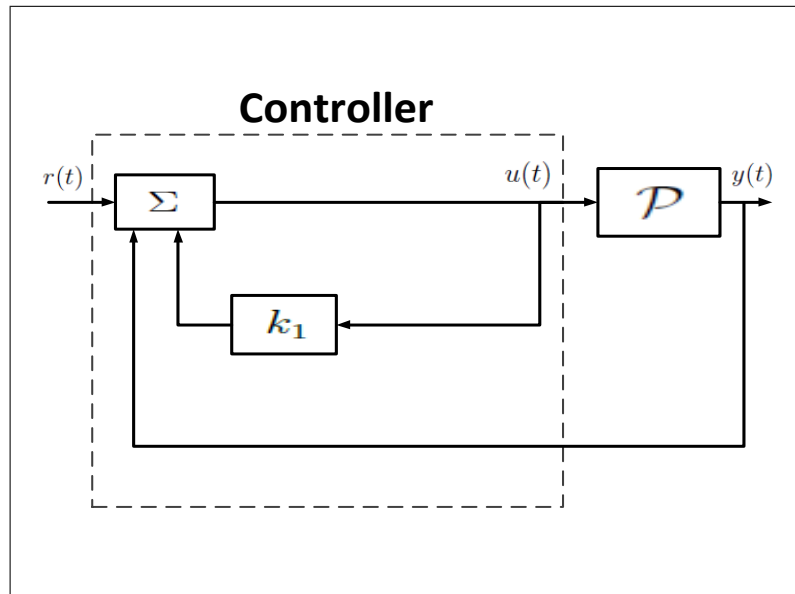 Controller
r(t)
Σ
u(t)
𝒫
y(t)
k₁